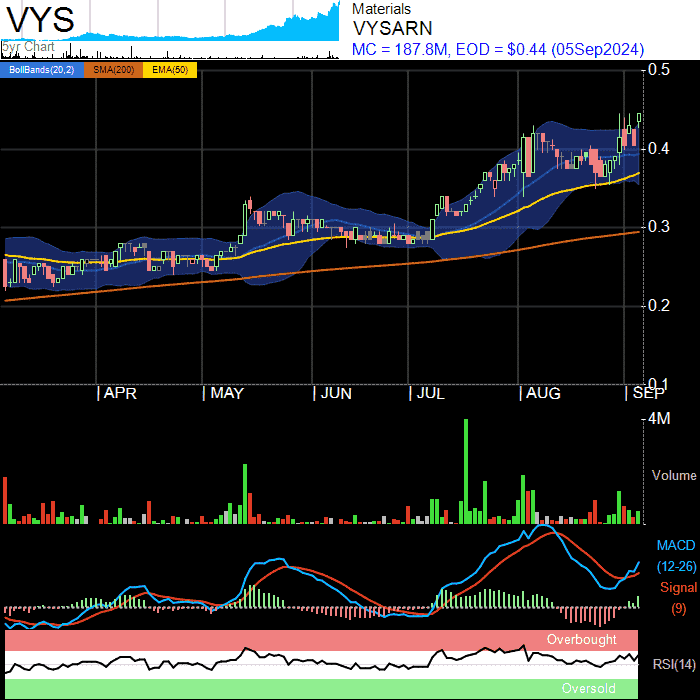 VYS
5yr Chart
Materials
VYSARN
MC = 187.8M, EOD = $0.44 (05Sep2024)
BollBands(20,2) SMA(200) EMA(50)
0.5
0.4
0.3
0.2
0.1
APR MAY JUN JUL AUG SEP
4M
Volume
MACD
(12-26)
Signal
(9)
Overbought
RSI(14)
Oversold